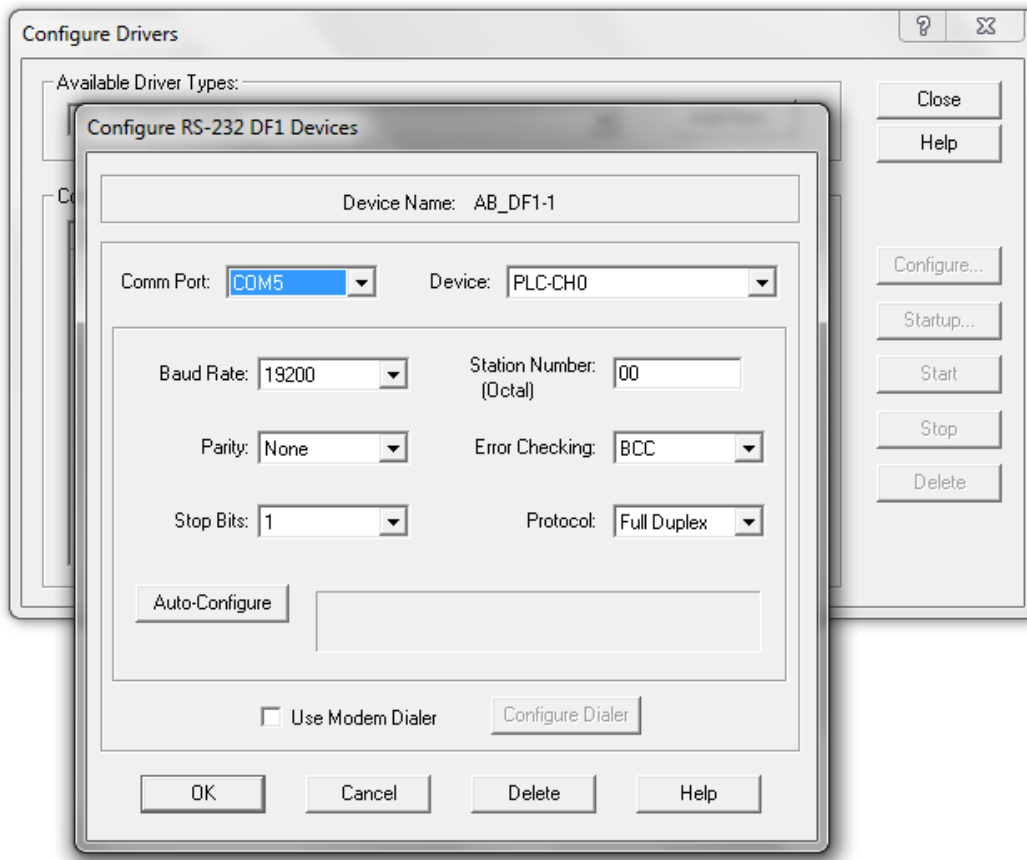 Configure Drivers
Available Driver Types:
Close
Help
Configure RS-232 DF1 Devices
Device Name: AB_DF1-1
Comm Port: COM5 Device: PLC-CH0
Configure...
Startup...
Baud Rate: 19200 Station Number: 00
(Octal)
Start
Parity: None Error Checking: BCC
Stop
Delete
Stop Bits: 1 Protocol: Full Duplex
Auto-Configure
Use Modem Dialer Configure Dialer
OK Cancel Delete Help